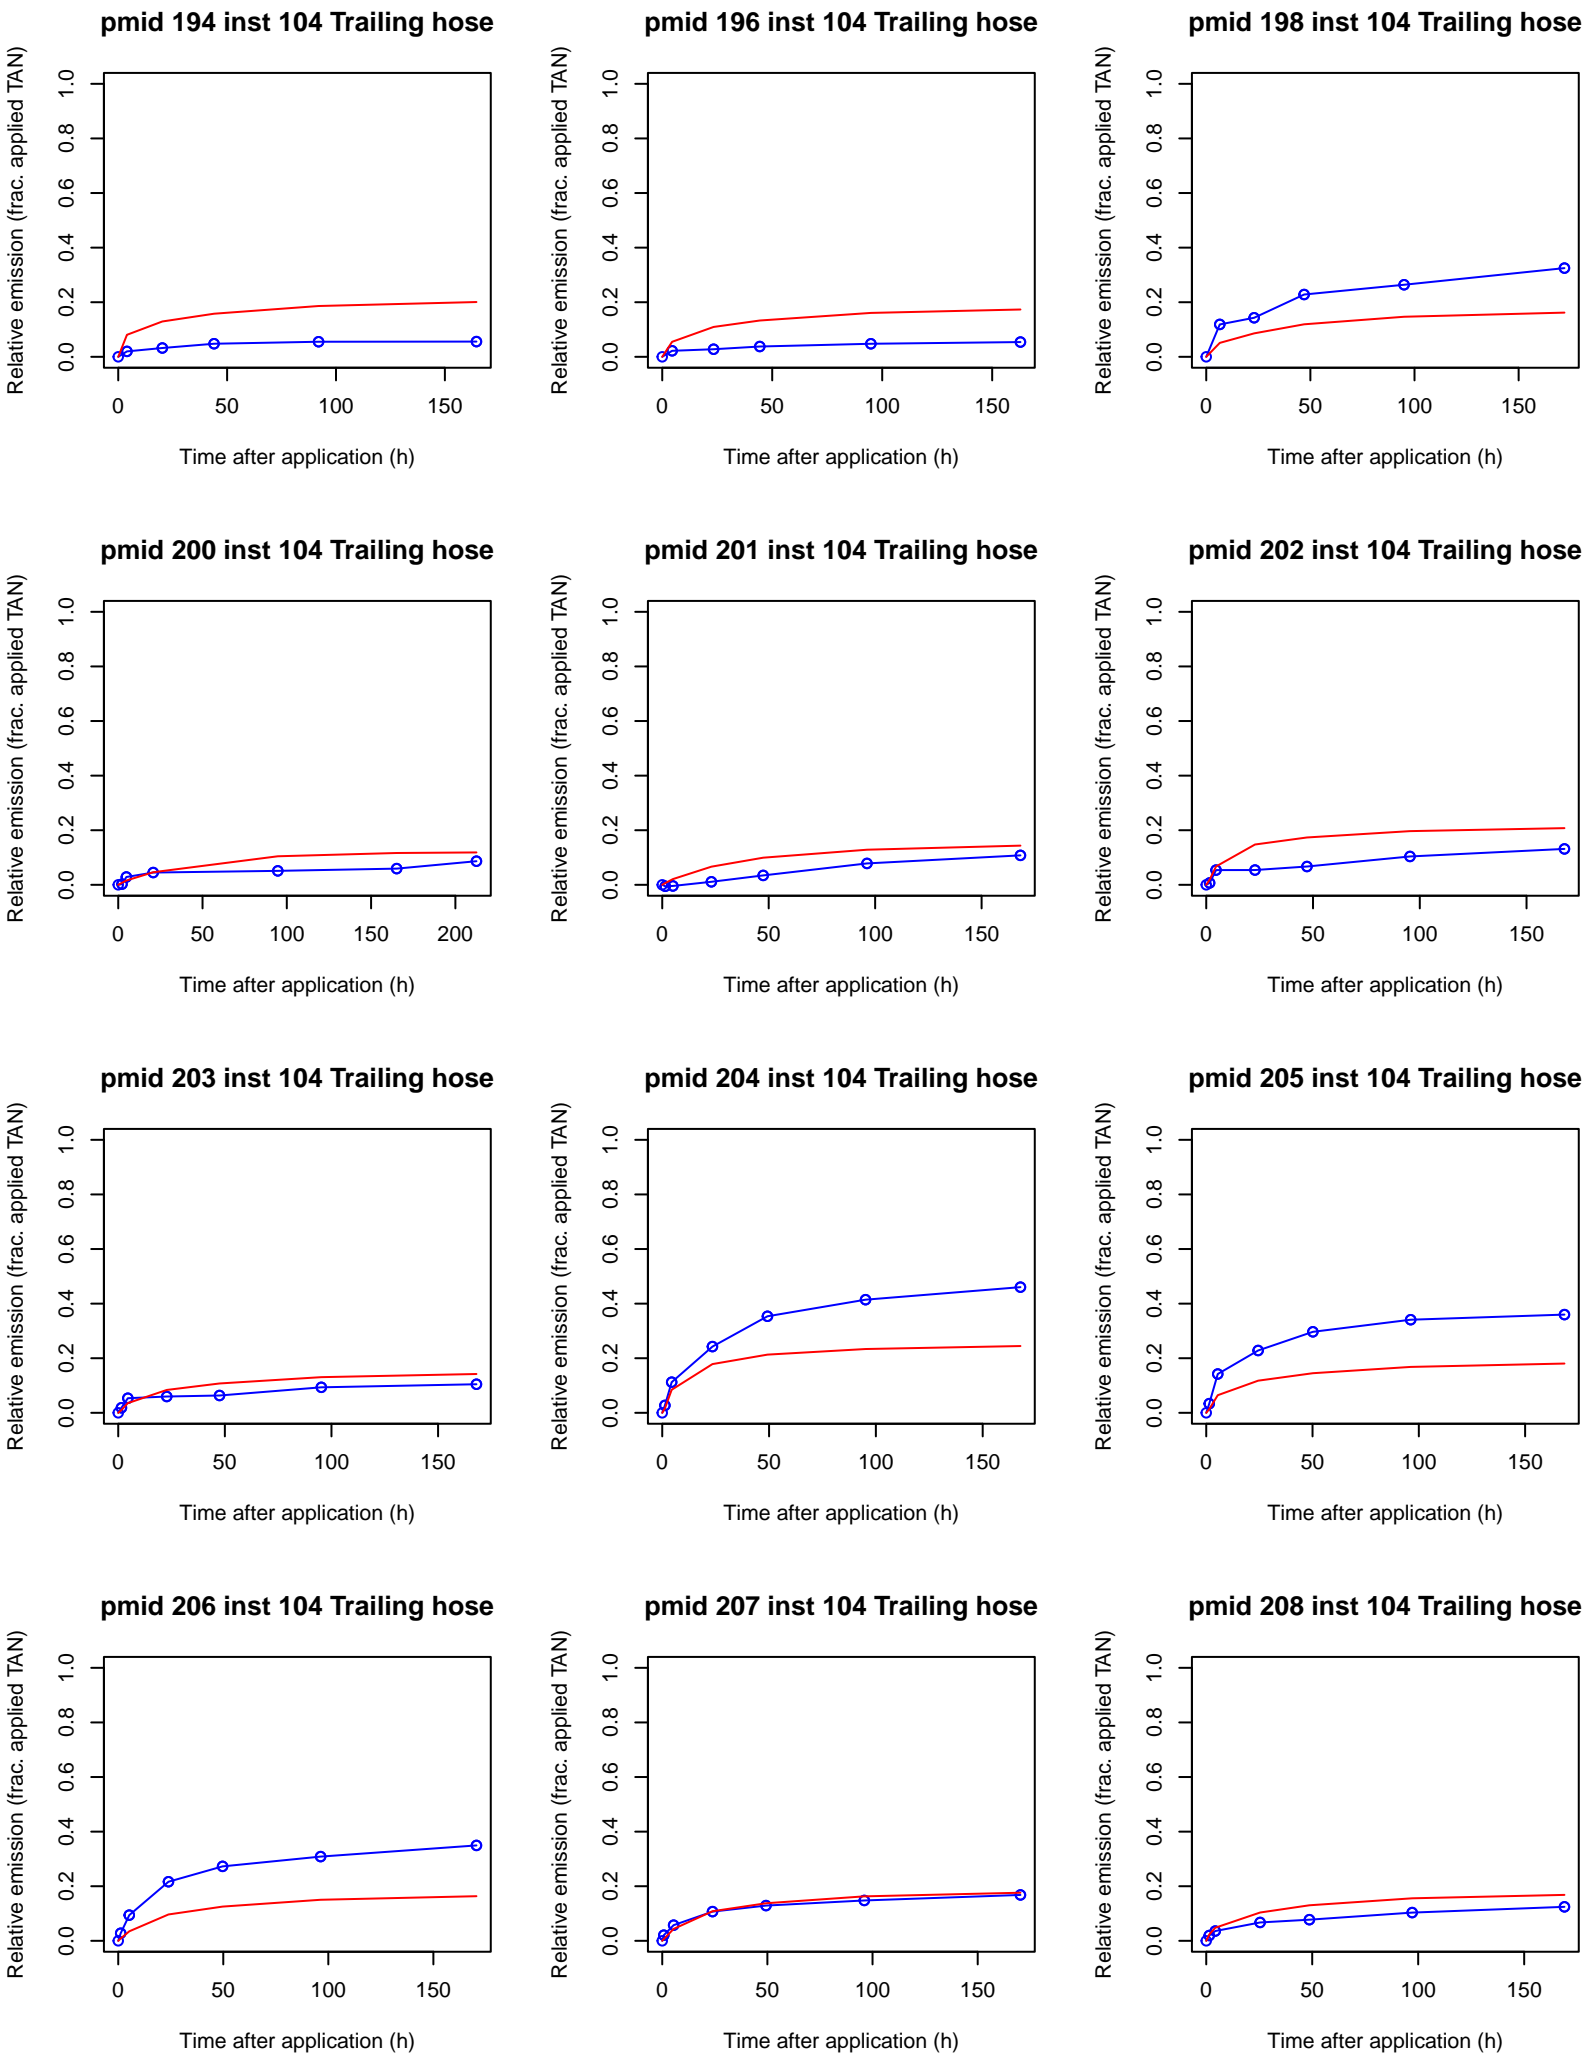 pmid 194 inst 104 Trailing hose
Relative emission (frac. applied TAN)
0.0 0.2 0.4 0.6 0.8 1.0
0 50 100 150
Time after application (h)
pmid 196 inst 104 Trailing hose
Relative emission (frac. applied TAN)
0.0 0.2 0.4 0.6 0.8 1.0
0 50 100 150
Time after application (h)
pmid 198 inst 104 Trailing hose
Relative emission (frac. applied TAN)
0.0 0.2 0.4 0.6 0.8 1.0
0 50 100 150
Time after application (h)
pmid 200 inst 104 Trailing hose
Relative emission (frac. applied TAN)
0.0 0.2 0.4 0.6 0.8 1.0
0 50 100 150 200
Time after application (h)
pmid 201 inst 104 Trailing hose
Relative emission (frac. applied TAN)
0.0 0.2 0.4 0.6 0.8 1.0
0 50 100 150
Time after application (h)
pmid 202 inst 104 Trailing hose
Relative emission (frac. applied TAN)
0.0 0.2 0.4 0.6 0.8 1.0
0 50 100 150
Time after application (h)
pmid 203 inst 104 Trailing hose
Relative emission (frac. applied TAN)
0.0 0.2 0.4 0.6 0.8 1.0
0 50 100 150
Time after application (h)
pmid 204 inst 104 Trailing hose
Relative emission (frac. applied TAN)
0.0 0.2 0.4 0.6 0.8 1.0
0 50 100 150
Time after application (h)
pmid 205 inst 104 Trailing hose
Relative emission (frac. applied TAN)
0.0 0.2 0.4 0.6 0.8 1.0
0 50 100 150
Time after application (h)
pmid 206 inst 104 Trailing hose
Relative emission (frac. applied TAN)
0.0 0.2 0.4 0.6 0.8 1.0
0 50 100 150
Time after application (h)
pmid 207 inst 104 Trailing hose
Relative emission (frac. applied TAN)
0.0 0.2 0.4 0.6 0.8 1.0
0 50 100 150
Time after application (h)
pmid 208 inst 104 Trailing hose
Relative emission (frac. applied TAN)
0.0 0.2 0.4 0.6 0.8 1.0
0 50 100 150
Time after application (h)